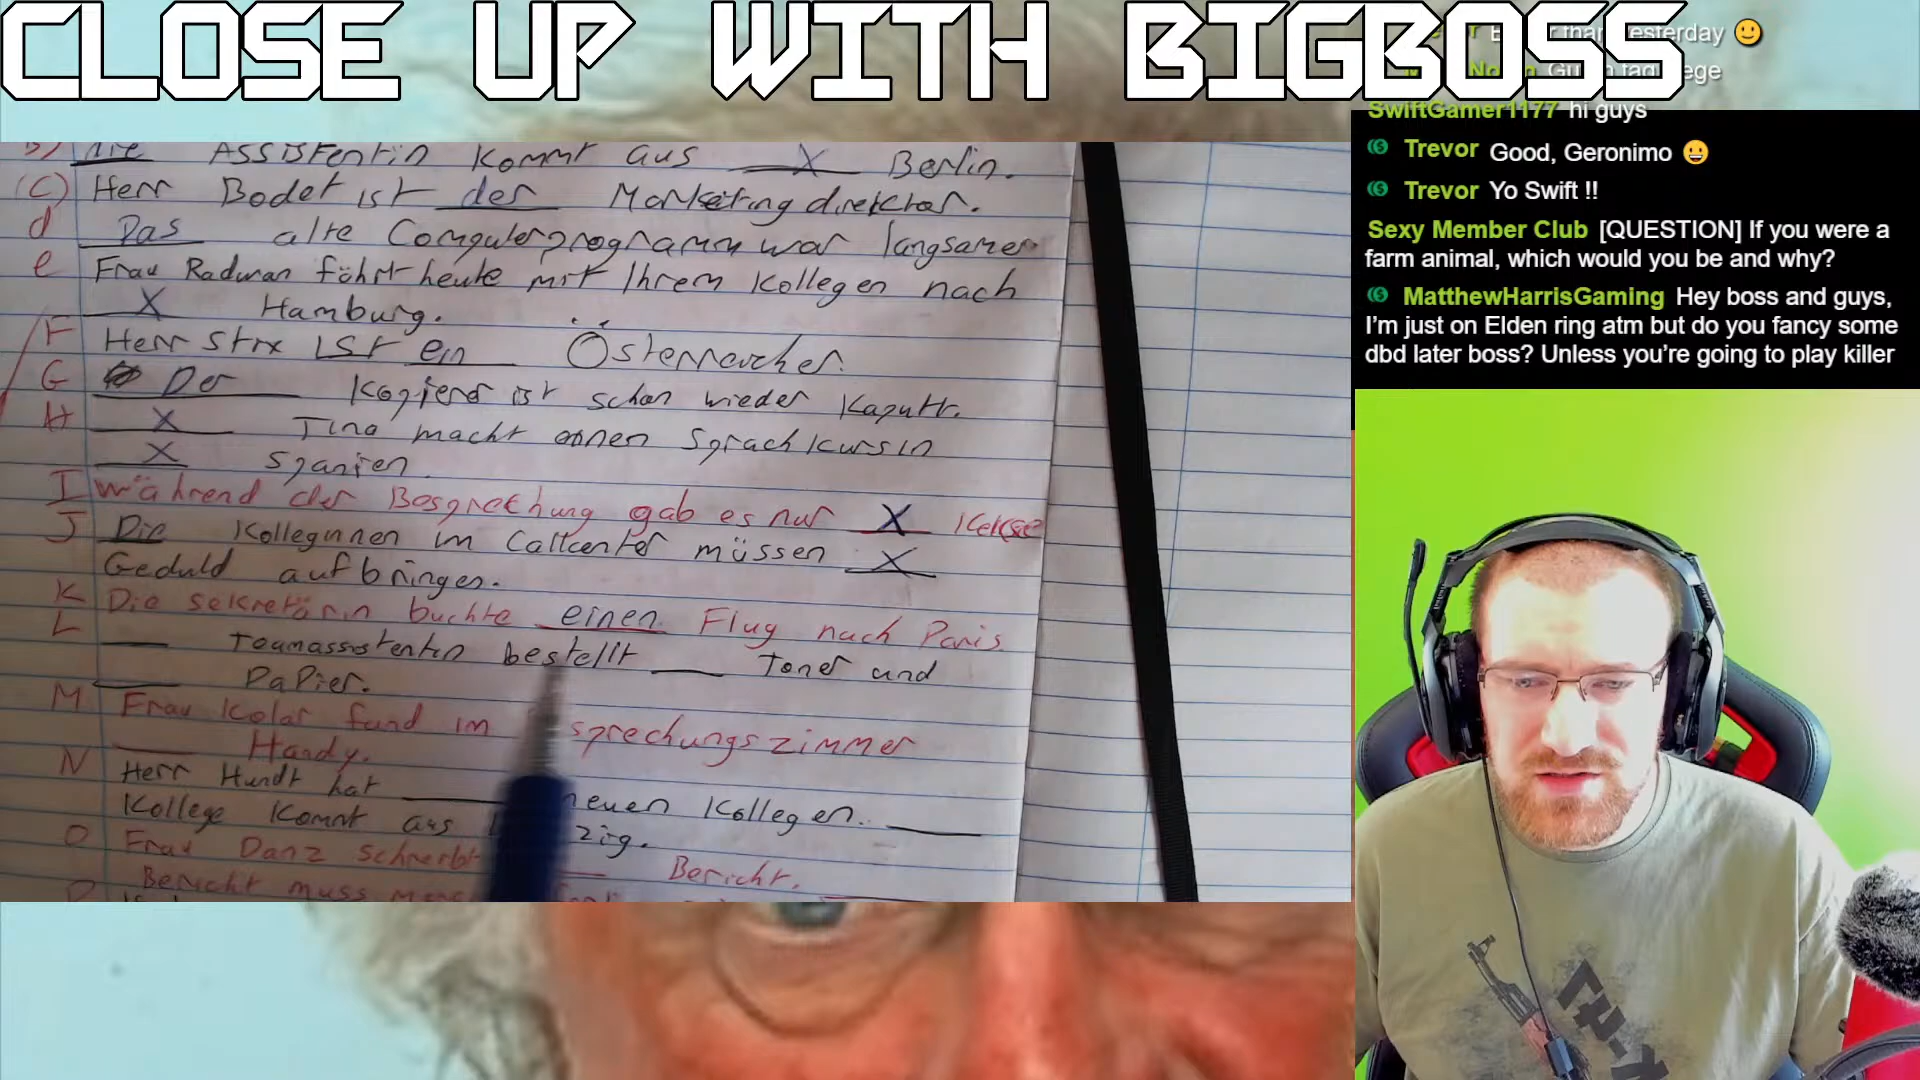 CLOSE UP WITH BIGBOSS
yesterday
SwiftGamer1177 hi guys
Trevor Good, Geronimo
Trevor Yo Swift !!
Sexy Member Club [QUESTION] If you were a
farm animal, which would you be and why?
MatthewHarrisGaming Hey boss and guys,
I'm just on Elden ring atm but do you fancy some
dbd later boss? Unless you're going to play killer
Die Assistentin kommt aus X Berlin.
(C) Herr Bodet ist der Marketingdirektor.
d Das alte Computerprogramm war langsamer
e Frau Radwan fährt heute mit Ihrem Kollegen nach
X Hamburg.
F Herr Strx ist ein Österreicher.
G Der Kopierer ist schon wieder Kaputt.
H X Tina macht einen Sprachkurs in
X Spanien
I während der Besprechung gab es nur X Kekse
J Die Kolleginnen im Callcenter müssen X
Geduld aufbringen.
K Die sekretärin buchte einen Flug nach Paris
L Teamassistentin bestellt Toner und
Papier.
M Frau Kolar fand im sprechungszimmer
Handy.
N Herr Hundt hat neuen Kollegen.
Kollege Kommt aus zig.
O Frau Danz schreibt Bericht.
Bericht muss